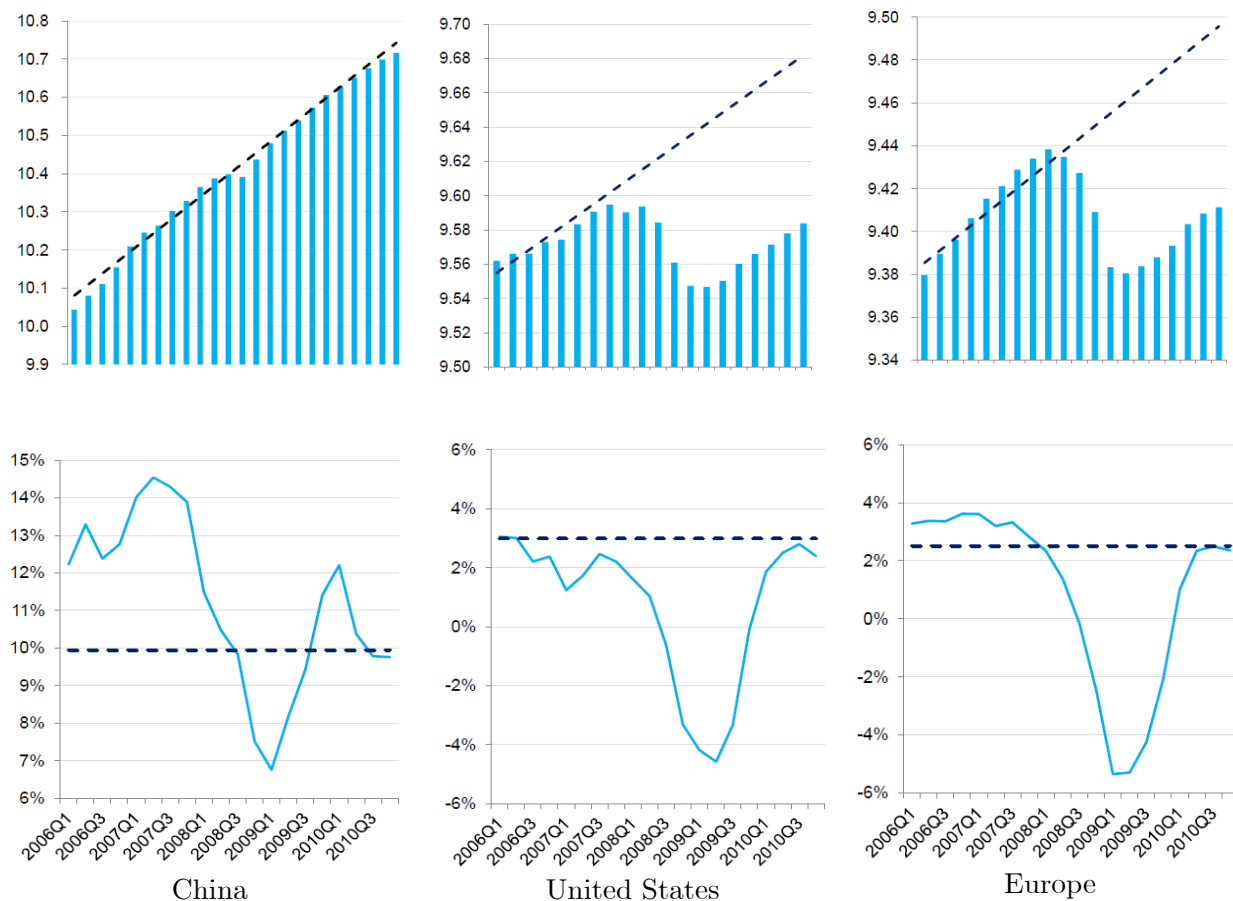 10.8
10.7
10.6
10.5
10.4
10.3
10.2
10.1
10.0
9.9
9.70
9.68
9.66
9.64
9.62
9.60
9.58
9.56
9.54
9.52
9.50
9.50
9.48
9.46
9.44
9.42
9.40
9.38
9.36
9.34
15%
14%
13%
12%
11%
10%
9%
8%
7%
6%
2006Q1
2006Q3
2007Q1
2007Q3
2008Q1
2008Q3
2009Q1
2009Q3
2010Q1
2010Q3
China
6%
4%
2%
0%
-2%
-4%
-6%
2006Q1
2006Q3
2007Q1
2007Q3
2008Q1
2008Q3
2009Q1
2009Q3
2010Q1
2010Q3
United States
6%
4%
2%
0%
-2%
-4%
-6%
2006Q1
2006Q3
2007Q1
2007Q3
2008Q1
2008Q3
2009Q1
2009Q3
2010Q1
2010Q3
Europe